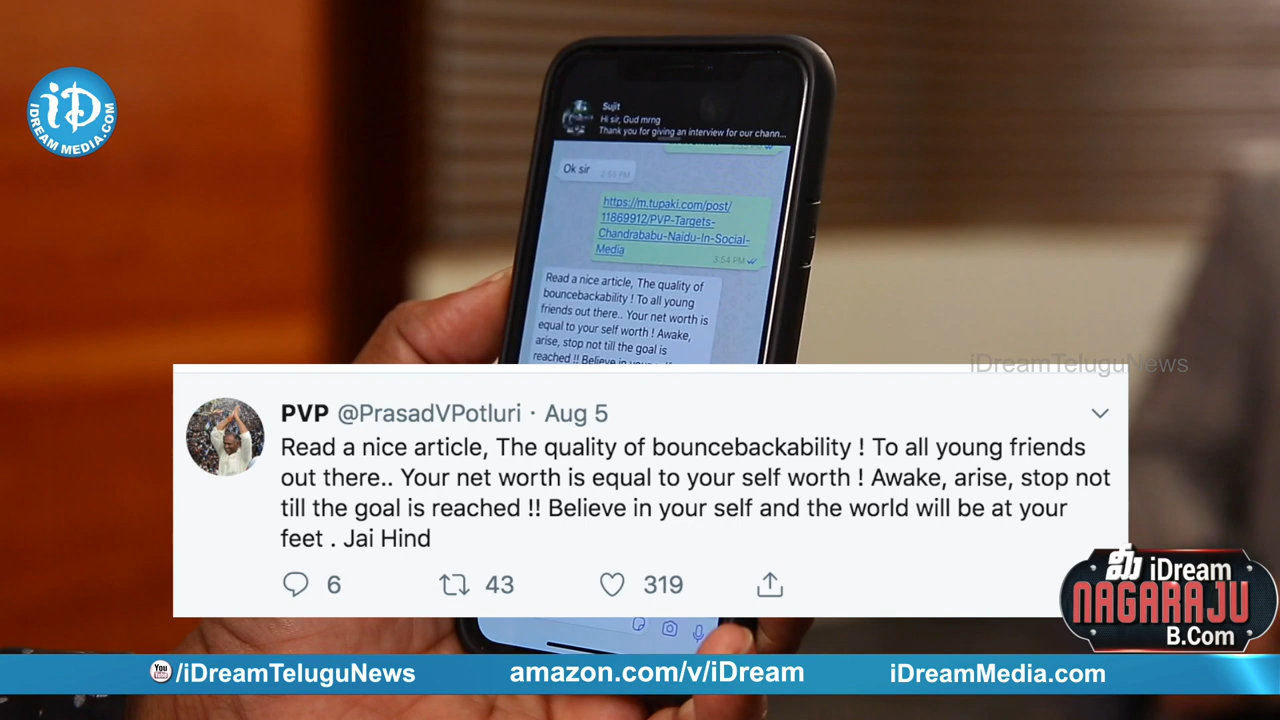 iD
IDREAM MEDIA.COM
Sujit
Hi sir, Gud mrng
Thank you for giving an interview for our chann...
Ok sir 2:55 PM
https://m.tupaki.com/post/
11869912/PVP-Targets-
Chandrababu-Naidu-In-Social-
Media
3:54 PM
Read a nice article, The quality of
bouncebackability ! To all young
friends out there.. Your net worth is
equal to your self worth ! Awake,
arise, stop not till the goal is
reached !! Believe in your self
iDreamTeluguNews
PVP @PrasadVPotluri · Aug 5
Read a nice article, The quality of bouncebackability ! To all young friends
out there.. Your net worth is equal to your self worth ! Awake, arise, stop not
till the goal is reached !! Believe in your self and the world will be at your
feet . Jai Hind
6 43 319
మీ iDream
NAGARAJU
B.Com
You Tube /iDreamTeluguNews amazon.com/v/iDream iDreamMedia.com